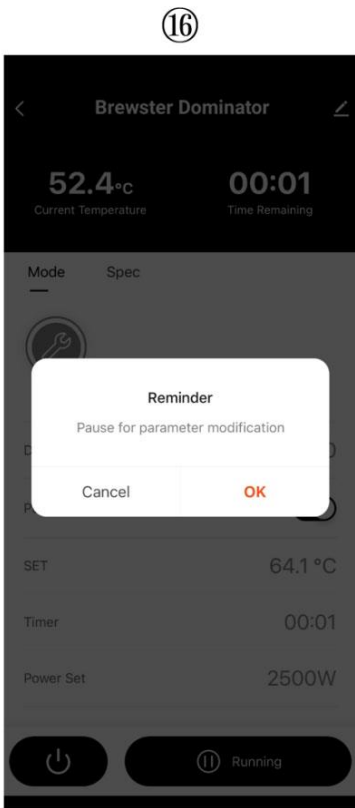 ⑯
Brewster Dominator
52.4°C
00:01
Current Temperature
Time Remaining
Mode
Spec
Reminder
Pause for parameter modification
Cancel
OK
SET
64.1 °C
Timer
00:01
Power Set
2500W
Running